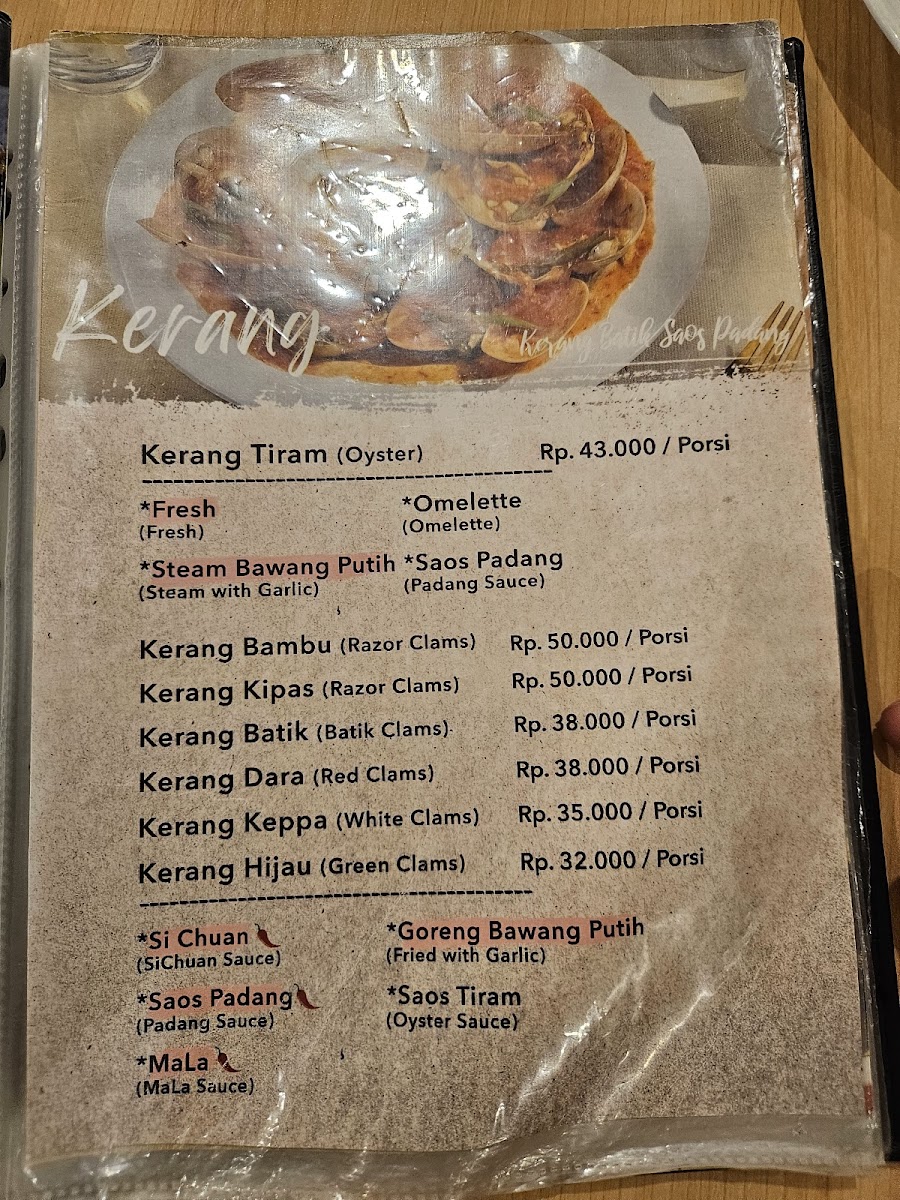 Kerang
Kerang Batik Saos Padang
Kerang Tiram (Oyster) Rp. 43.000 / Porsi
*Fresh *Omelette
(Fresh) (Omelette)
*Steam Bawang Putih *Saos Padang
(Steam with Garlic) (Padang Sauce)
Kerang Bambu (Razor Clams) Rp. 50.000 / Porsi
Kerang Kipas (Razor Clams) Rp. 50.000 / Porsi
Kerang Batik (Batik Clams) Rp. 38.000 / Porsi
Kerang Dara (Red Clams) Rp. 38.000 / Porsi
Kerang Keppa (White Clams) Rp. 35.000 / Porsi
Kerang Hijau (Green Clams) Rp. 32.000 / Porsi
*Si Chuan *Goreng Bawang Putih
(SiChuan Sauce) (Fried with Garlic)
*Saos Padang *Saos Tiram
(Padang Sauce) (Oyster Sauce)
*MaLa
(MaLa Sauce)